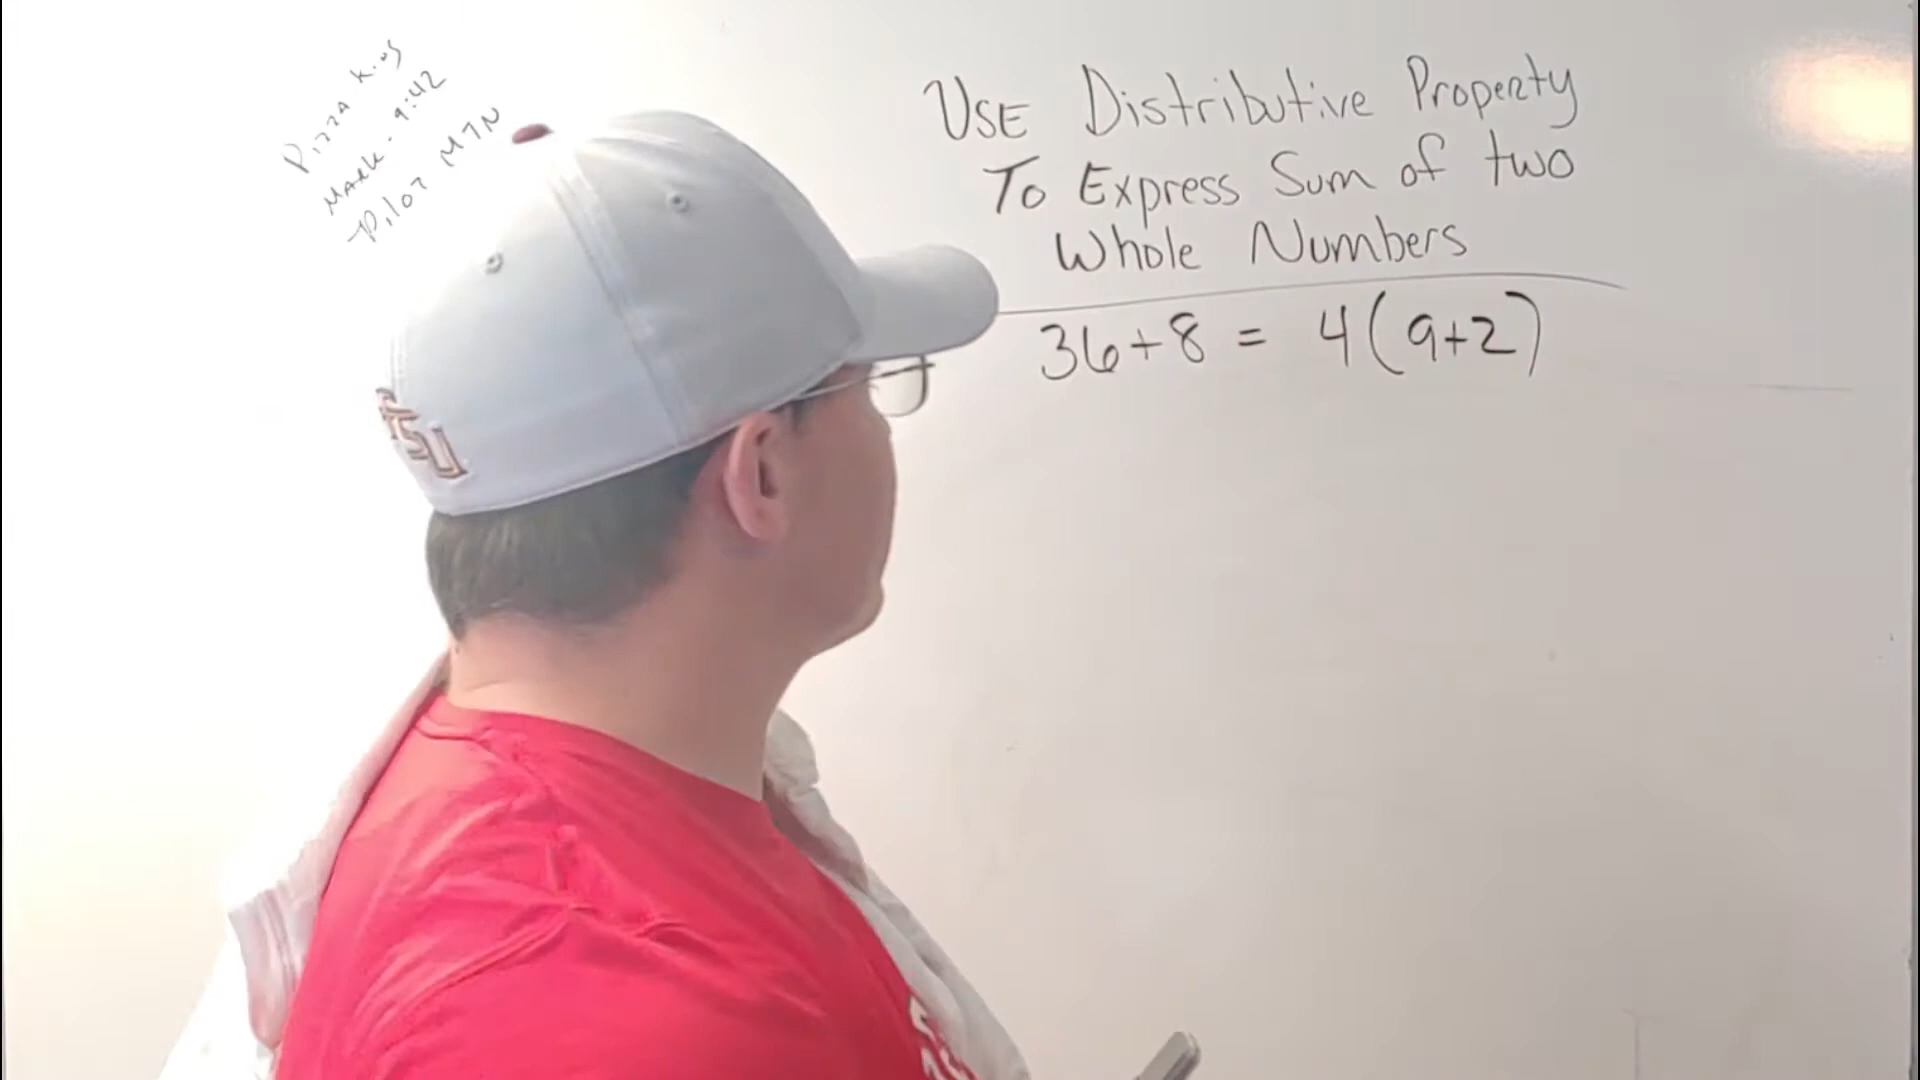 Pizza King
Mark - 9:42
Pilot MTN
Use Distributive Property
To Express Sum of two
Whole Numbers
36+8 = 4(9+2)
FSU